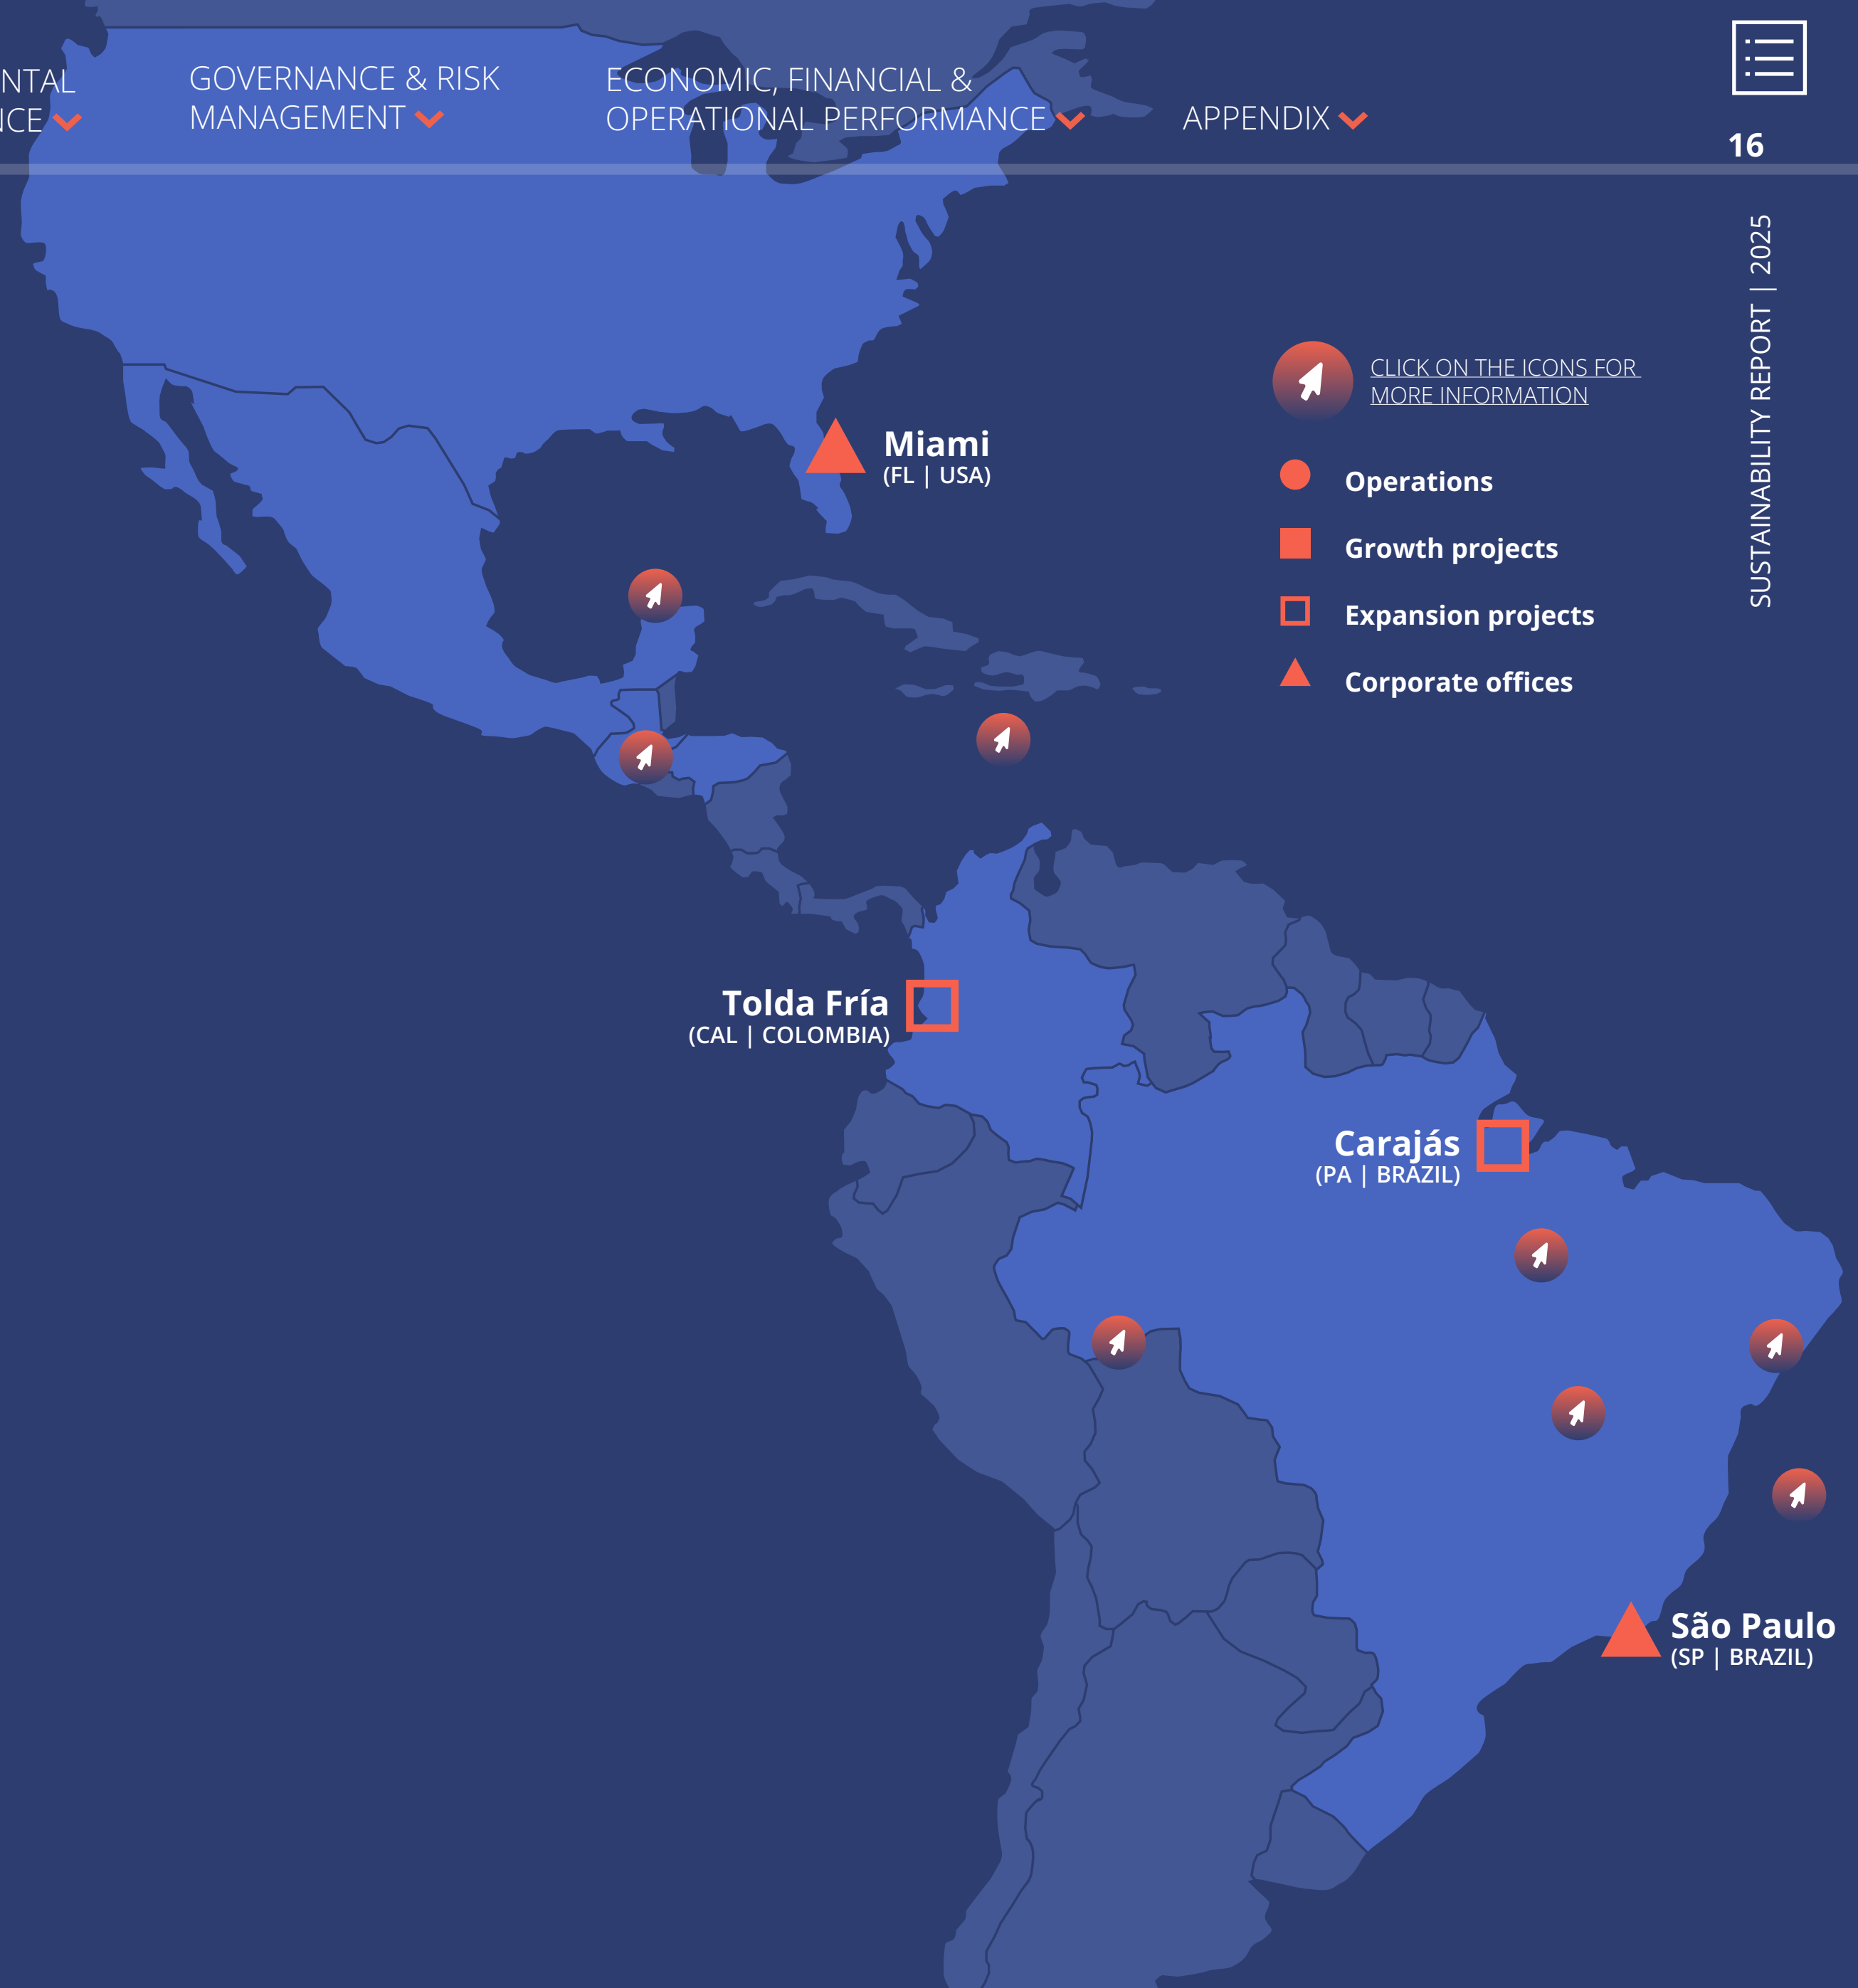 GOVERNANCE & RISK
MANAGEMENT
ECONOMIC, FINANCIAL &
OPERATIONAL PERFORMANCE
APPENDIX
16
SUSTAINABILITY REPORT | 2025
CLICK ON THE ICONS FOR
MORE INFORMATION
Operations
Growth projects
Expansion projects
Corporate offices
Miami
(FL | USA)
Tolda Fría
(CAL | COLOMBIA)
Carajás
(PA | BRAZIL)
São Paulo
(SP | BRAZIL)